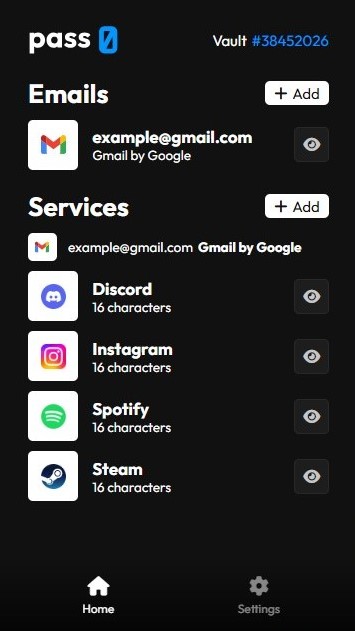 pass 0
Vault #38452026
Emails
+ Add
example@gmail.com
Gmail by Google
Services
+ Add
example@gmail.com Gmail by Google
Discord
16 characters
Instagram
16 characters
Spotify
16 characters
Steam
16 characters
Home
Settings